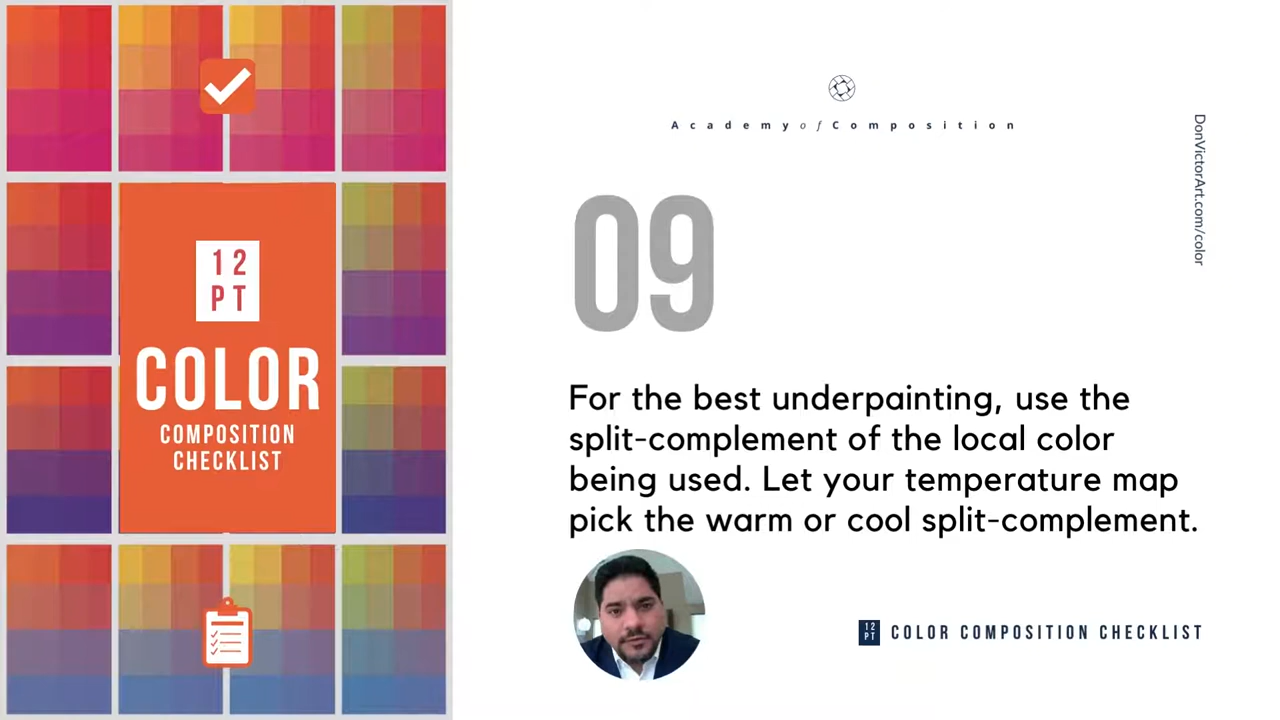 12
PT
COLOR
COMPOSITION
CHECKLIST
Academy of Composition
DonVictorArt.com/color
09
For the best underpainting, use the
split-complement of the local color
being used. Let your temperature map
pick the warm or cool split-complement.
12
PT
COLOR COMPOSITION CHECKLIST